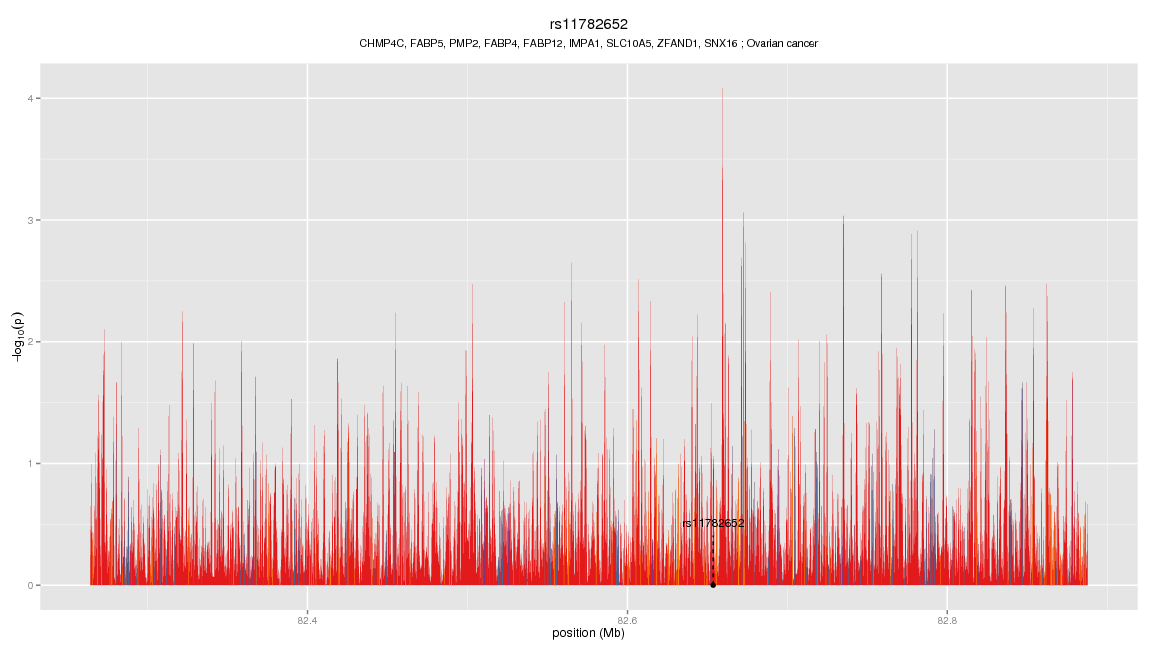 rs11782652
CHMP4C, FABP5, PMP2, FABP4, FABP12, IMPA1, SLC10A5, ZFAND1, SNX16 ; Ovarian cancer
4
3
2
1
0
−log10(p)
rs11782652
82.4
82.6
82.8
position (Mb)